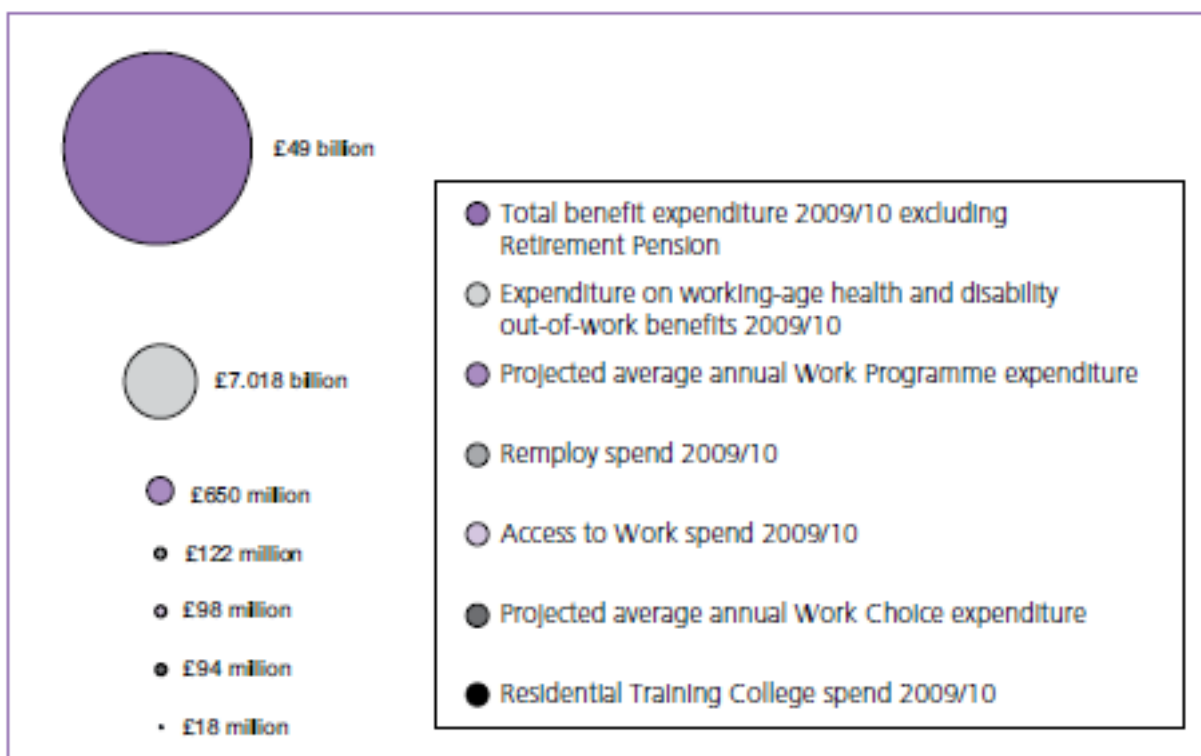 £49 billion
£7.018 billion
£650 million
£122 million
£98 million
£94 million
£18 million
Total benefit expenditure 2009/10 excluding
Retirement Pension
Expenditure on working-age health and disability
out-of-work benefits 2009/10
Projected average annual Work Programme expenditure
Remploy spend 2009/10
Access to Work spend 2009/10
Projected average annual Work Choice expenditure
Residential Training College spend 2009/10